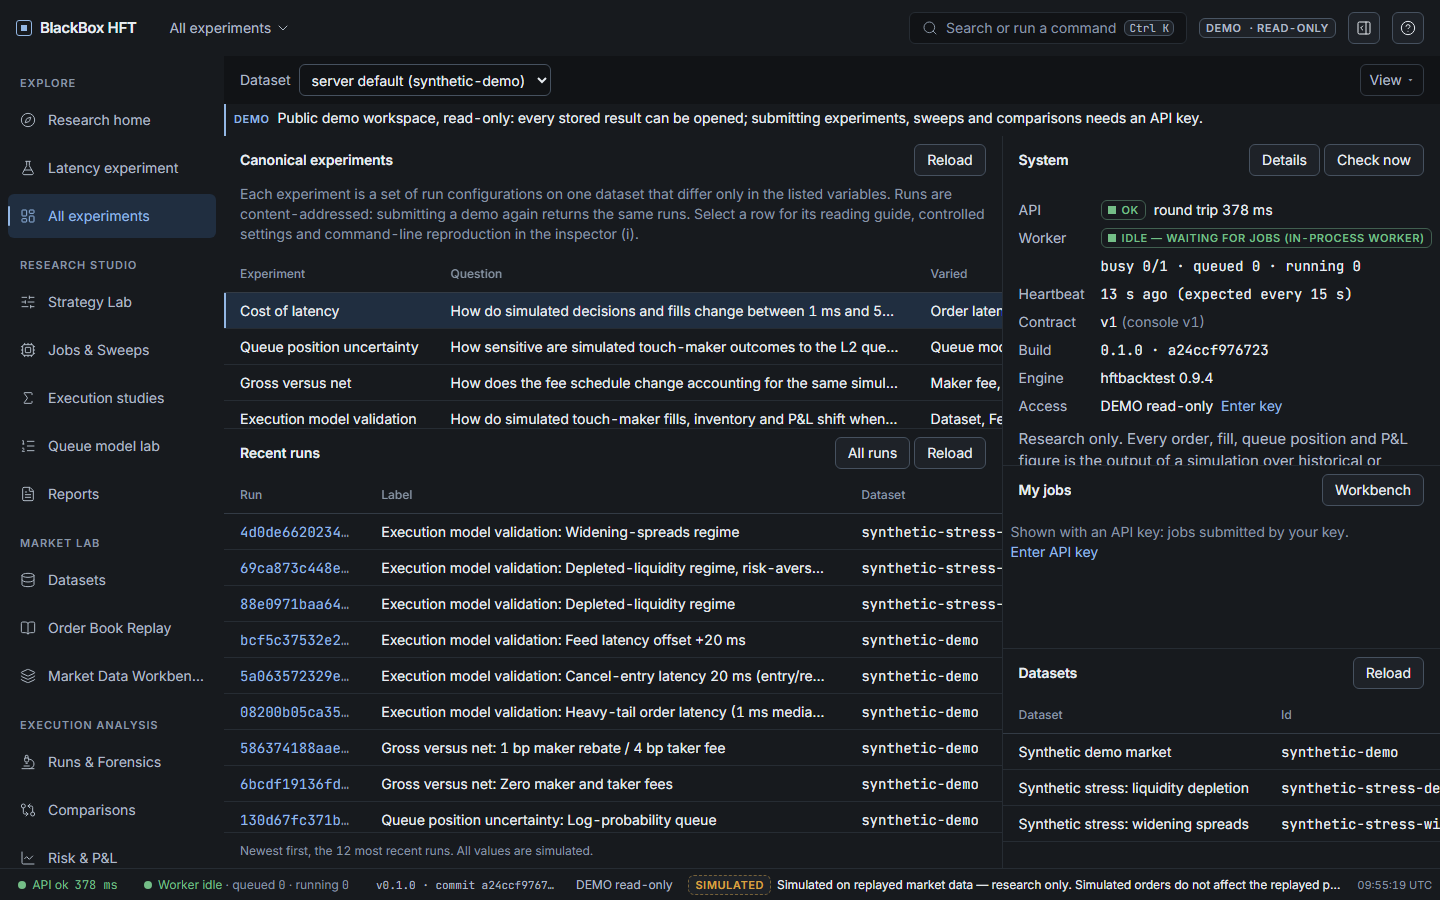 BlackBox HFT
All experiments
Search or run a command Ctrl K
DEMO · READ-ONLY
EXPLORE
Research home
Latency experiment
All experiments
RESEARCH STUDIO
Strategy Lab
Jobs & Sweeps
Execution studies
Queue model lab
Reports
MARKET LAB
Datasets
Order Book Replay
Market Data Workben...
EXECUTION ANALYSIS
Runs & Forensics
Comparisons
Risk & P&L
Dataset server default (synthetic-demo)
View
DEMO Public demo workspace, read-only: every stored result can be opened; submitting experiments, sweeps and comparisons needs an API key.
Canonical experiments Reload
Each experiment is a set of run configurations on one dataset that differ only in the listed variables. Runs are
content-addressed: submitting a demo again returns the same runs. Select a row for its reading guide, controlled
settings and command-line reproduction in the inspector (i).
Experiment Question Varied
Cost of latency How do simulated decisions and fills change between 1 ms and 5... Order laten
Queue position uncertainty How sensitive are simulated touch-maker outcomes to the L2 que... Queue mod
Gross versus net How does the fee schedule change accounting for the same simul... Maker fee,
Execution model validation How do simulated touch-maker fills, inventory and P&L shift when... Dataset, Fe
Recent runs All runs Reload
Run Label Dataset
4d0de6620234… Execution model validation: Widening-spreads regime synthetic-stress-
69ca873c448e… Execution model validation: Depleted-liquidity regime, risk-avers... synthetic-stress-
88e0971baa64… Execution model validation: Depleted-liquidity regime synthetic-stress-
bcf5c37532e2… Execution model validation: Feed latency offset +20 ms synthetic-demo
5a063572329e… Execution model validation: Cancel-entry latency 20 ms (entry/re... synthetic-demo
08200b05ca35… Execution model validation: Heavy-tail order latency (1 ms media... synthetic-demo
586374188aae… Gross versus net: 1 bp maker rebate / 4 bp taker fee synthetic-demo
6bcdf19136fd… Gross versus net: Zero maker and taker fees synthetic-demo
130d67fc371b… Queue position uncertainty: Log-probability queue synthetic-demo
Newest first, the 12 most recent runs. All values are simulated.
System Details Check now
API OK round trip 378 ms
Worker IDLE — WAITING FOR JOBS (IN-PROCESS WORKER)
busy 0/1 · queued 0 · running 0
Heartbeat 13 s ago (expected every 15 s)
Contract v1 (console v1)
Build 0.1.0 · a24ccf976723
Engine hftbacktest 0.9.4
Access DEMO read-only Enter key
Research only. Every order, fill, queue position and P&L
figure is the output of a simulation over historical or
My jobs Workbench
Shown with an API key: jobs submitted by your key.
Enter API key
Datasets Reload
Dataset Id
Synthetic demo market synthetic-demo
Synthetic stress: liquidity depletion synthetic-stress-de
Synthetic stress: widening spreads synthetic-stress-wi
API ok 378 ms Worker idle · queued 0 · running 0 v0.1.0 · commit a24ccf9767… DEMO read-only SIMULATED Simulated on replayed market data — research only. Simulated orders do not affect the replayed p... 09:55:19 UTC